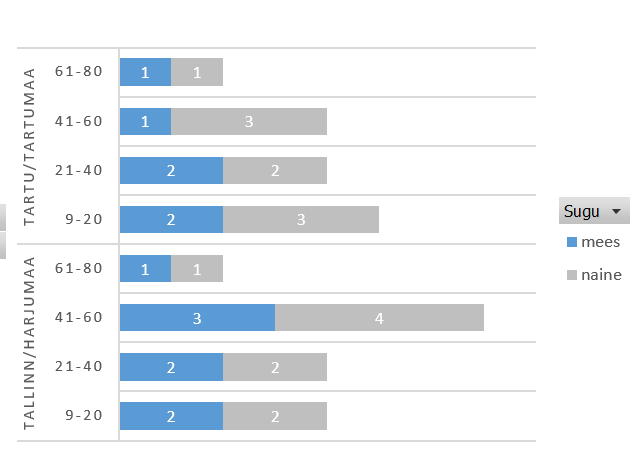 TARTU/TARTUMAA
61-80 1 1
41-60 1 3
21-40 2 2
9-20 2 3
TALLINN/HARJUMAA
61-80 1 1
41-60 3 4
21-40 2 2
9-20 2 2
Sugu
mees
naine